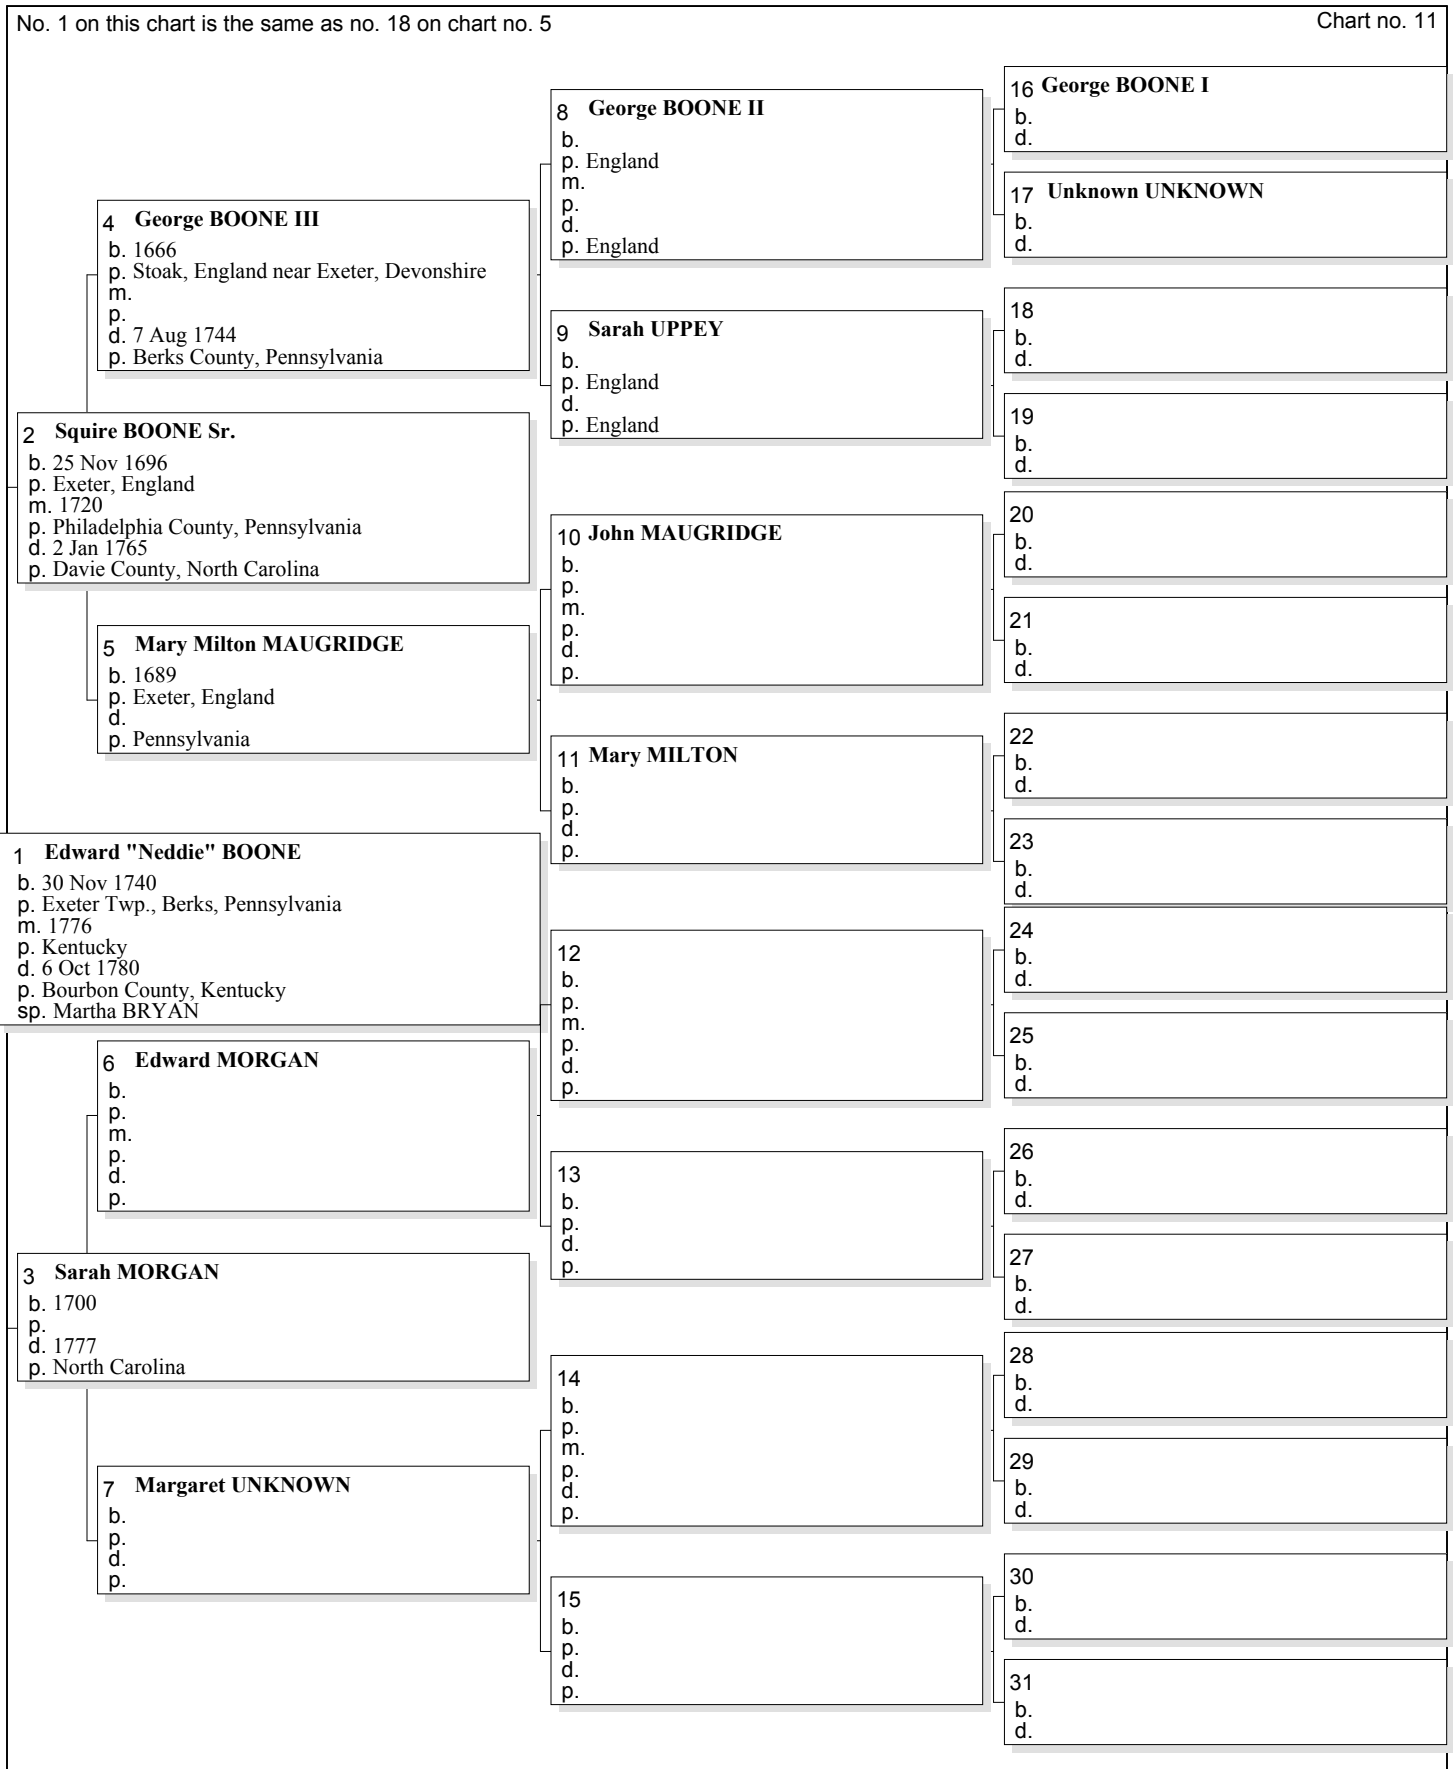 No. 1 on this chart is the same as no. 18 on chart no. 5
Chart no. 11
16 George BOONE I
b.
d.
8 George BOONE II
b.
p. England
m.
p.
d.
p. England
17 Unknown UNKNOWN
b.
d.
4 George BOONE III
b. 1666
p. Stoak, England near Exeter, Devonshire
m.
p.
d. 7 Aug 1744
p. Berks County, Pennsylvania
18
b.
d.
9 Sarah UPPEY
b.
p. England
d.
p. England
19
b.
d.
2 Squire BOONE Sr.
b. 25 Nov 1696
p. Exeter, England
m. 1720
p. Philadelphia County, Pennsylvania
d. 2 Jan 1765
p. Davie County, North Carolina
20
b.
d.
10 John MAUGRIDGE
b.
p.
m.
p.
d.
p.
21
b.
d.
5 Mary Milton MAUGRIDGE
b. 1689
p. Exeter, England
d.
p. Pennsylvania
22
b.
d.
11 Mary MILTON
b.
p.
d.
p.
23
b.
d.
1 Edward "Neddie" BOONE
b. 30 Nov 1740
p. Exeter Twp., Berks, Pennsylvania
m. 1776
p. Kentucky
d. 6 Oct 1780
p. Bourbon County, Kentucky
sp. Martha BRYAN
24
b.
d.
12
b.
p.
m.
p.
d.
p.
25
b.
d.
6 Edward MORGAN
b.
p.
m.
p.
d.
p.
26
b.
d.
13
b.
p.
d.
p.
27
b.
d.
3 Sarah MORGAN
b. 1700
p.
d. 1777
p. North Carolina
28
b.
d.
14
b.
p.
m.
p.
d.
p.
29
b.
d.
7 Margaret UNKNOWN
b.
p.
d.
p.
30
b.
d.
15
b.
p.
d.
p.
31
b.
d.